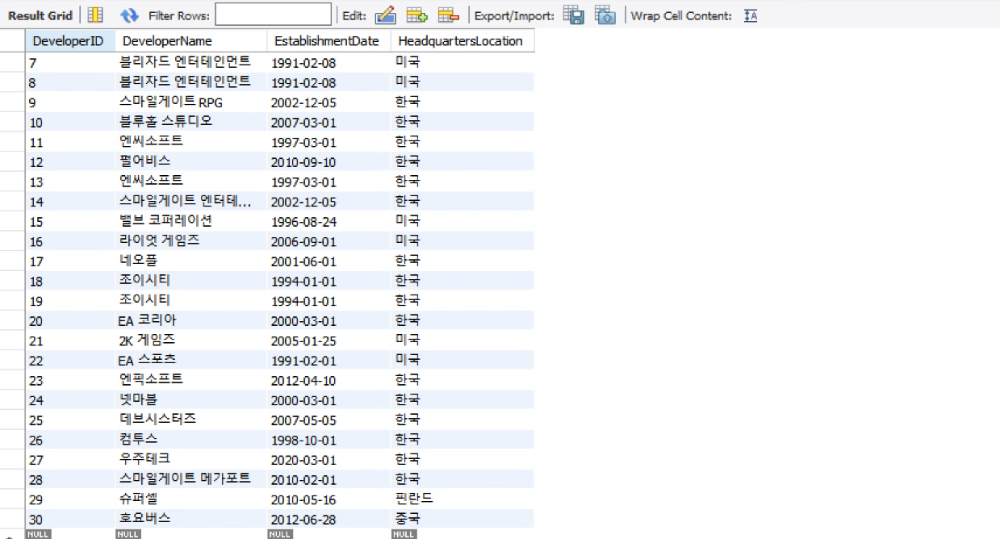 Result Grid Filter Rows: Edit: Export/Import: Wrap Cell Content: IA
DeveloperID DeveloperName EstablishmentDate HeadquartersLocation
7 블리자드 엔터테인먼트 1991-02-08 미국
8 블리자드 엔터테인먼트 1991-02-08 미국
9 스마일게이트 RPG 2002-12-05 한국
10 블루홀 스튜디오 2007-03-01 한국
11 엔씨소프트 1997-03-01 한국
12 펄어비스 2010-09-10 한국
13 엔씨소프트 1997-03-01 한국
14 스마일게이트 엔터테... 2002-12-05 한국
15 밸브 코퍼레이션 1996-08-24 미국
16 라이엇 게임즈 2006-09-01 미국
17 네오플 2001-06-01 한국
18 조이시티 1994-01-01 한국
19 조이시티 1994-01-01 한국
20 EA 코리아 2000-03-01 한국
21 2K 게임즈 2005-01-25 미국
22 EA 스포츠 1991-02-01 미국
23 엔픽소프트 2012-04-10 한국
24 넷마블 2000-03-01 한국
25 데브시스터즈 2007-05-05 한국
26 컴투스 1998-10-01 한국
27 우주테크 2020-03-01 한국
28 스마일게이트 메가포트 2010-02-01 한국
29 슈퍼셀 2010-05-16 핀란드
30 호요버스 2012-06-28 중국
NULL NULL NULL NULL